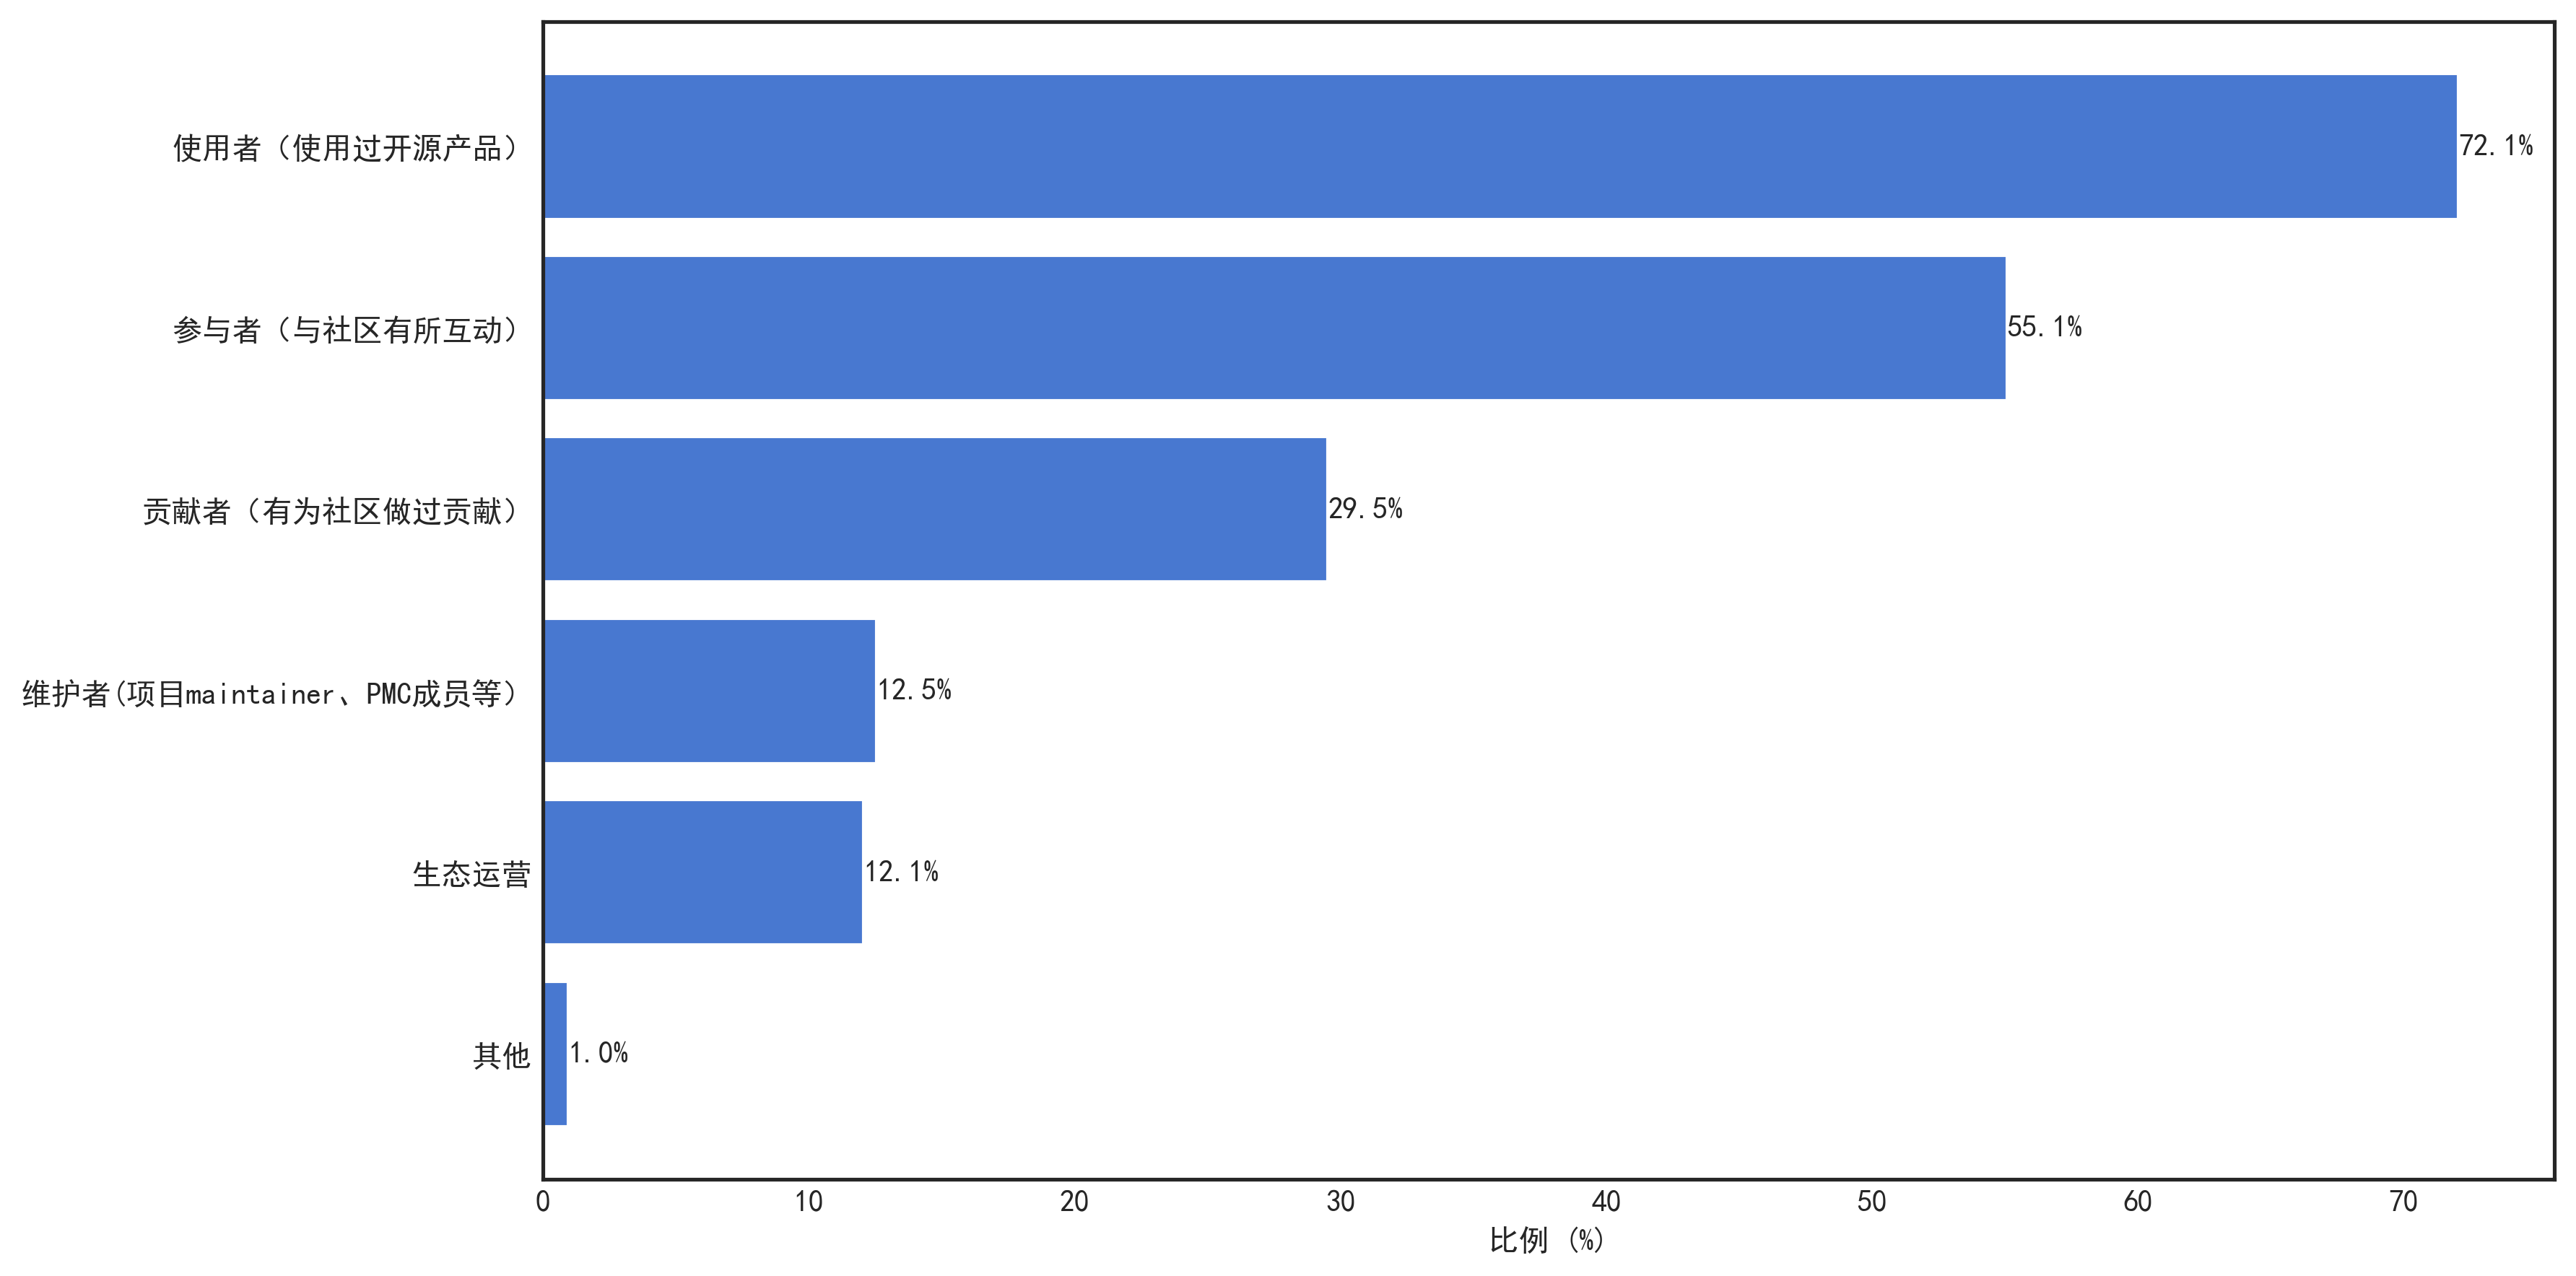 使用者（使用过开源产品）
72.1%
参与者（与社区有所互动）
55.1%
贡献者（有为社区做过贡献）
29.5%
维护者(项目maintainer、PMC成员等）
12.5%
生态运营
12.1%
其他
1.0%
0 10 20 30 40 50 60 70
比例 (%)